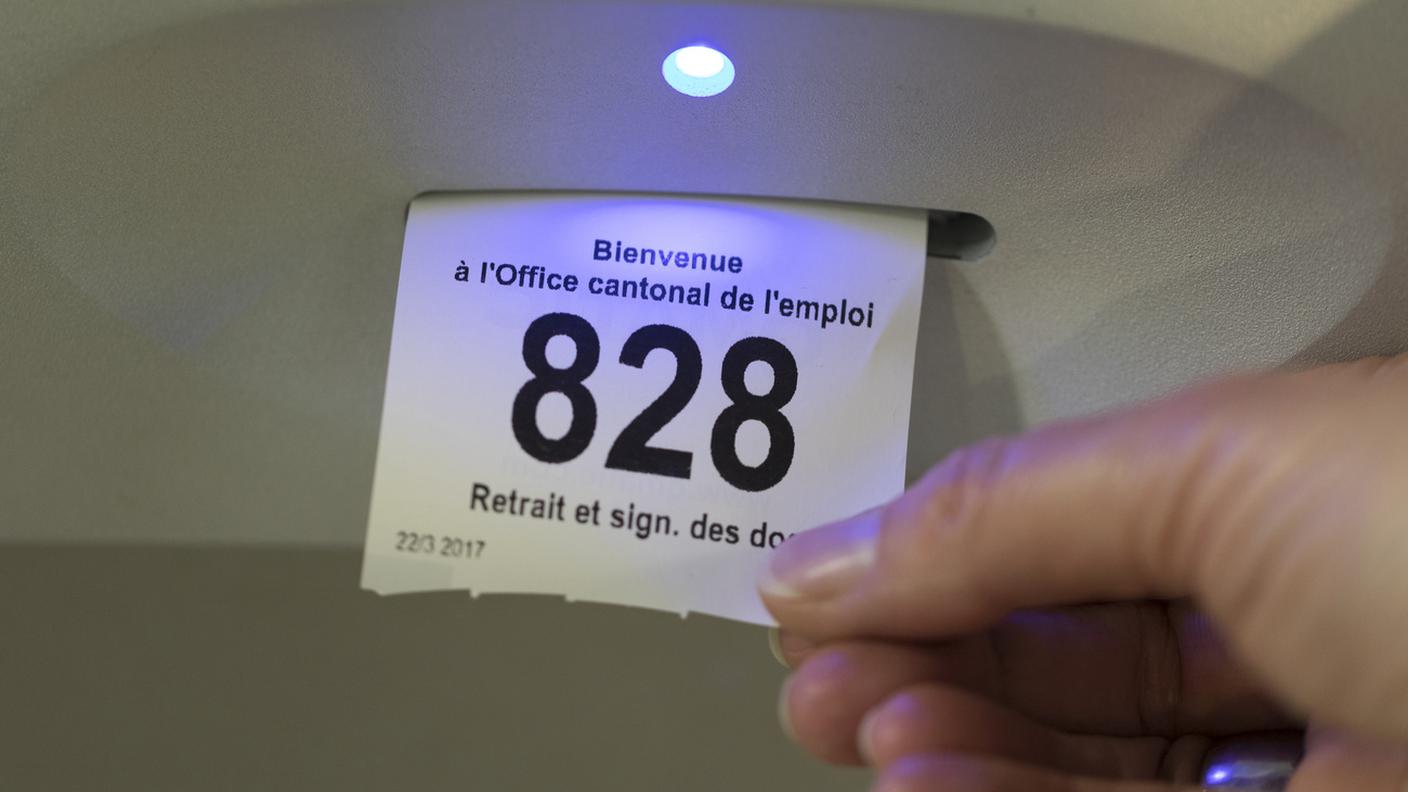 Bienvenue
à l'Office cantonal de l'emploi
828
Retrait et sign. des
22/3 2017